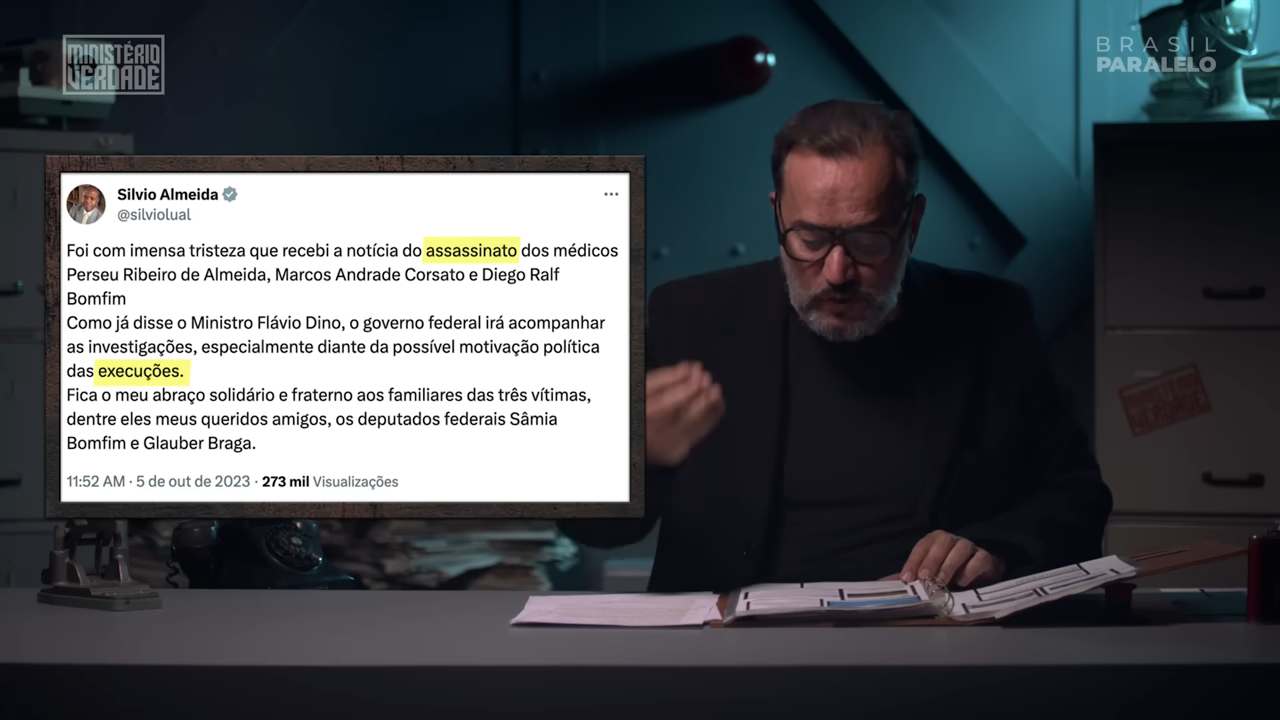 MINISTÉRIO
VERDADE
BRASIL
PARALELO
Silvio Almeida
@silviolual
Foi com imensa tristeza que recebi a notícia do assassinato dos médicos
Perseu Ribeiro de Almeida, Marcos Andrade Corsato e Diego Ralf
Bomfim
Como já disse o Ministro Flávio Dino, o governo federal irá acompanhar
as investigações, especialmente diante da possível motivação política
das execuções.
Fica o meu abraço solidário e fraterno aos familiares das três vítimas,
dentre eles meus queridos amigos, os deputados federais Sâmia
Bomfim e Glauber Braga.
11:52 AM · 5 de out de 2023 · 273 mil Visualizações
VERDADE